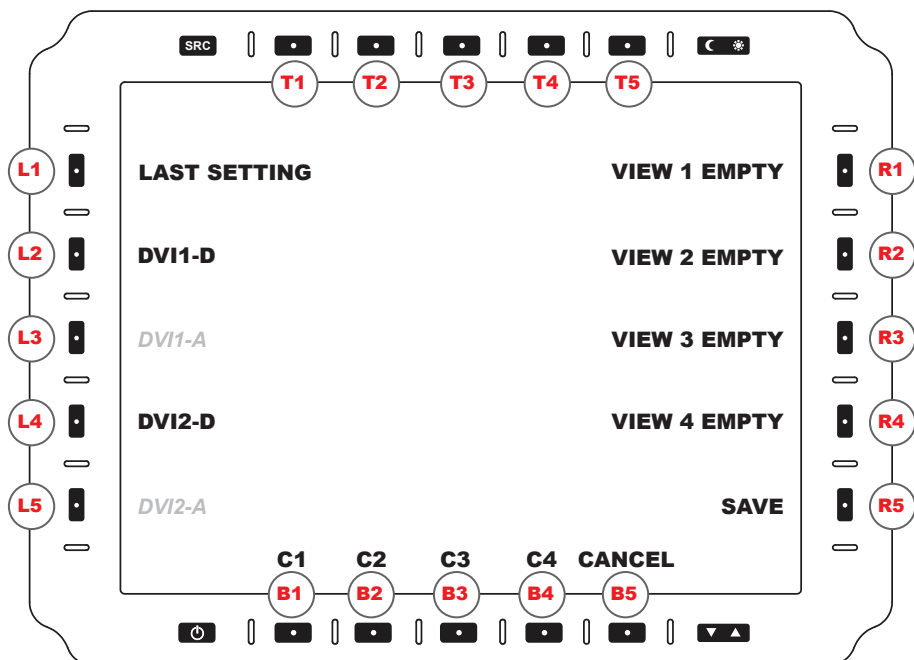 SRC
T1 T2 T3 T4 T5
L1 LAST SETTING VIEW 1 EMPTY R1
L2 DVI1-D VIEW 2 EMPTY R2
L3 DVI1-A VIEW 3 EMPTY R3
L4 DVI2-D VIEW 4 EMPTY R4
L5 DVI2-A SAVE R5
C1 C2 C3 C4 CANCEL
B1 B2 B3 B4 B5